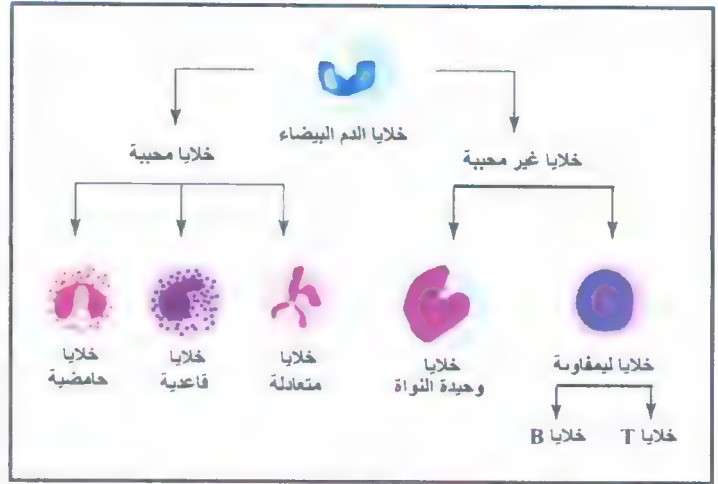 خلايا الدم البيضاء
خلايا غير محببة
خلايا محببة
خلايا ليمفاوية
خلايا
وحيدة النواة
خلايا
متعادلة
خلايا
قاعدية
خلايا
حامضية
خلايا T
خلايا B